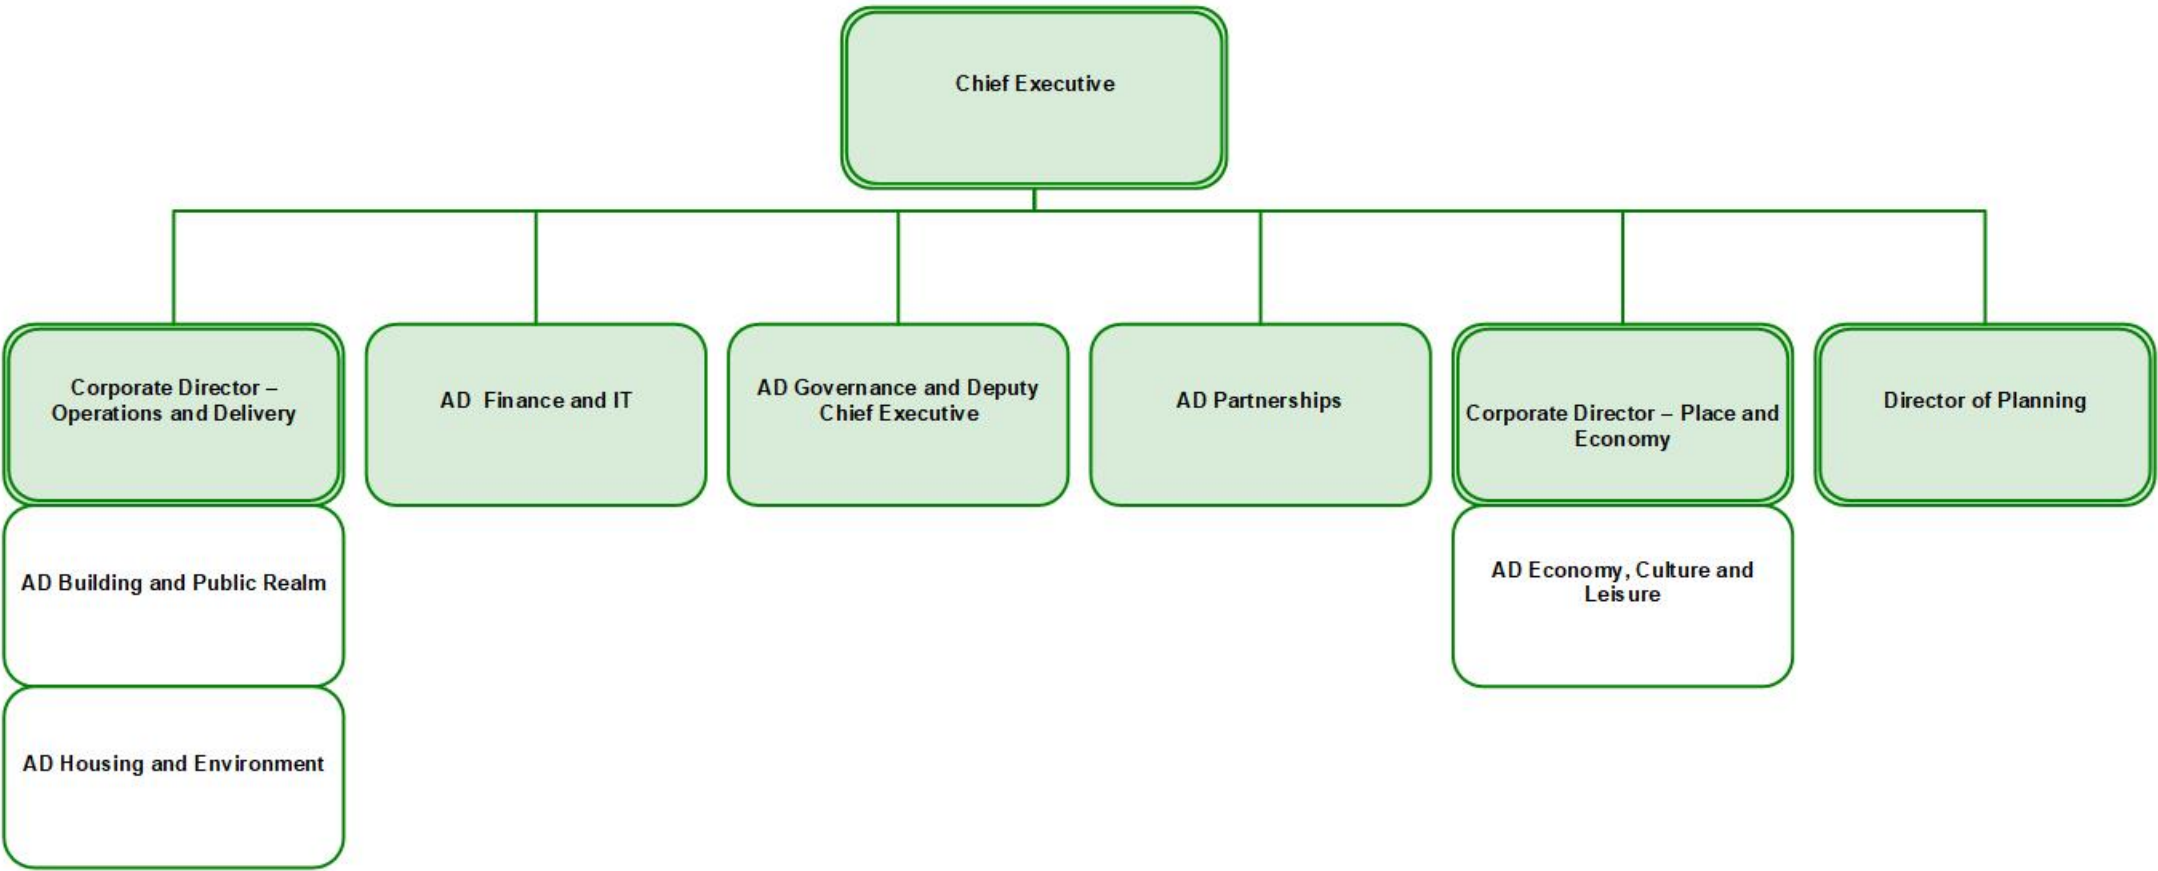 Chief Executive
Corporate Director –
Operations and Delivery
AD  Finance and IT
AD Governance and Deputy
Chief Executive
AD Partnerships
Corporate Director – Place and
Economy
Director of Planning
AD Building and Public Realm
AD Economy, Culture and
Leisure
AD Housing and Environment